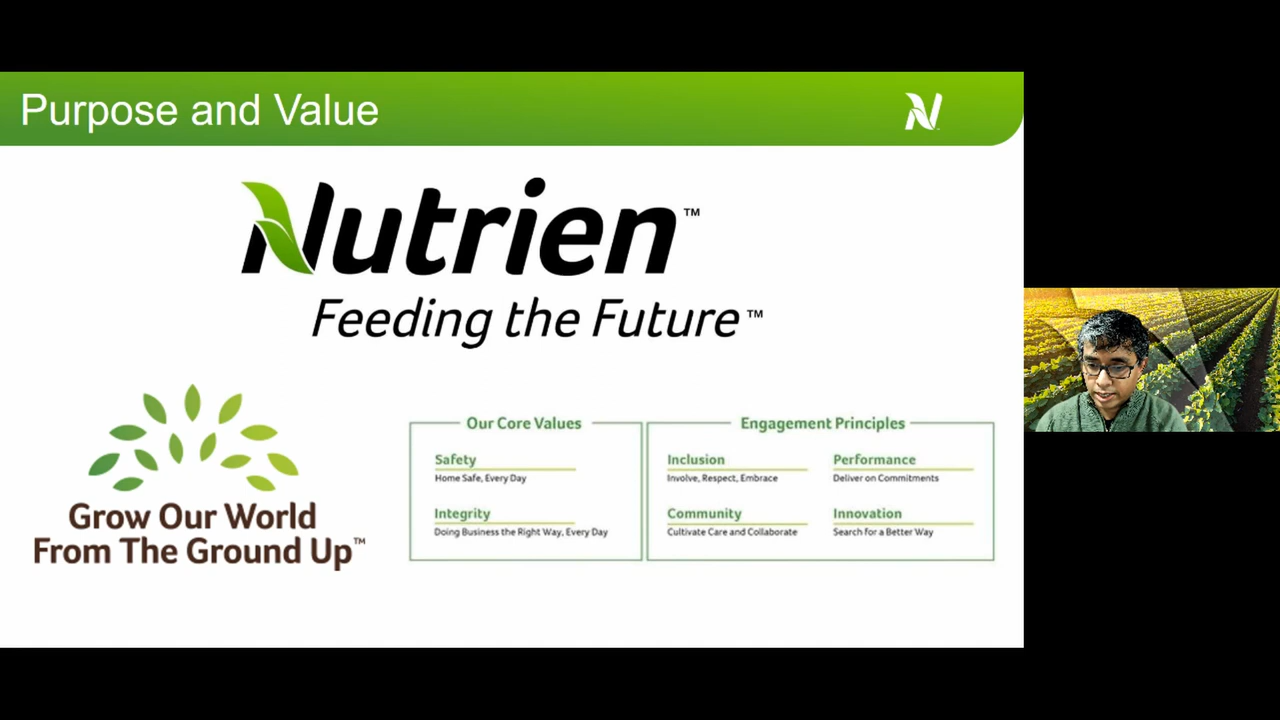 Purpose and Value
Nutrien™
Feeding the Future™
Grow Our World
From The Ground Up™
Our Core Values
Safety
Home Safe, Every Day
Integrity
Doing Business the Right Way, Every Day
Engagement Principles
Inclusion
Involve, Respect, Embrace
Performance
Deliver on Commitments
Community
Cultivate Care and Collaborate
Innovation
Search for a Better Way